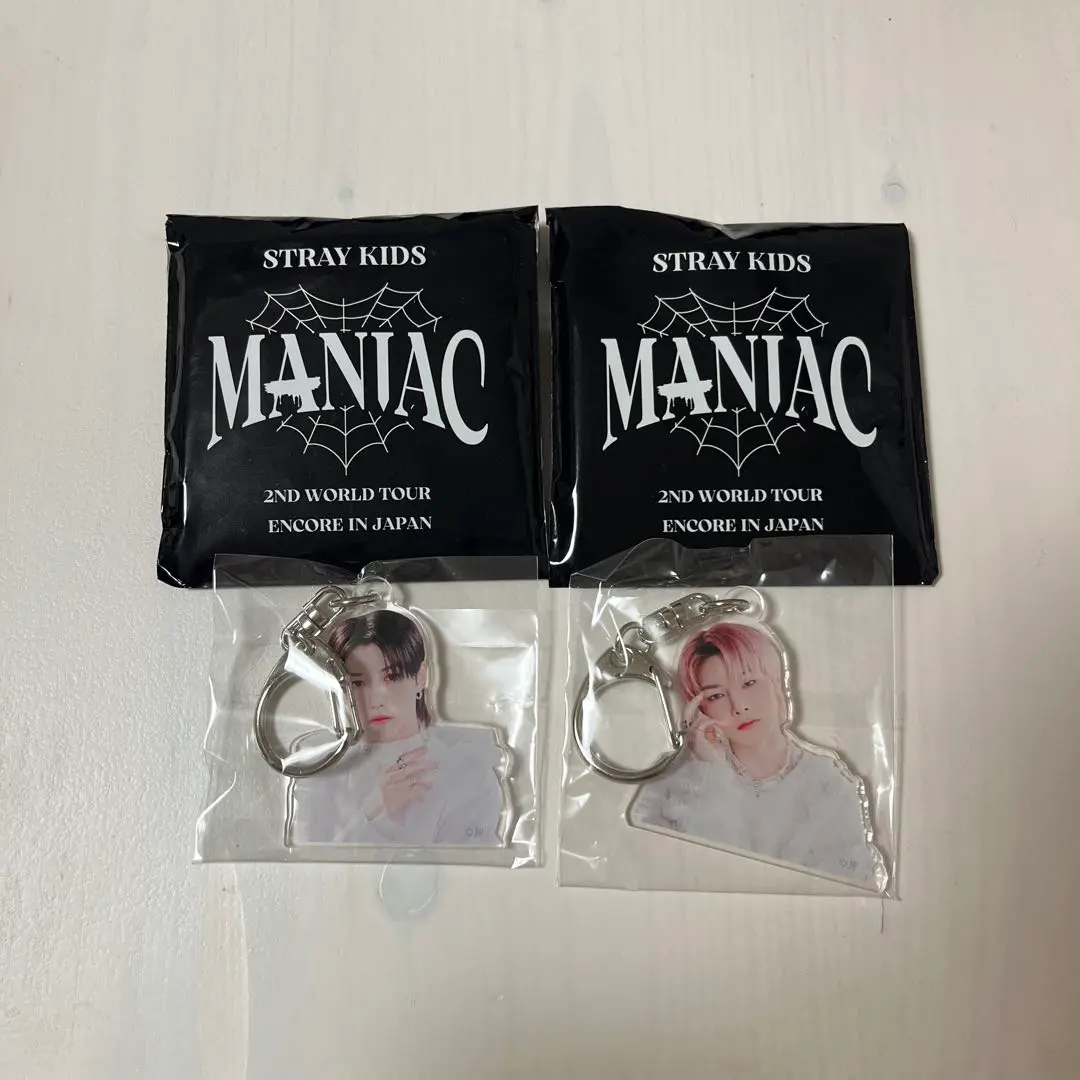 STRAY KIDS
MANIAC
2ND WORLD TOUR
ENCORE IN JAPAN
STRAY KIDS
MANIAC
2ND WORLD TOUR
ENCORE IN JAPAN